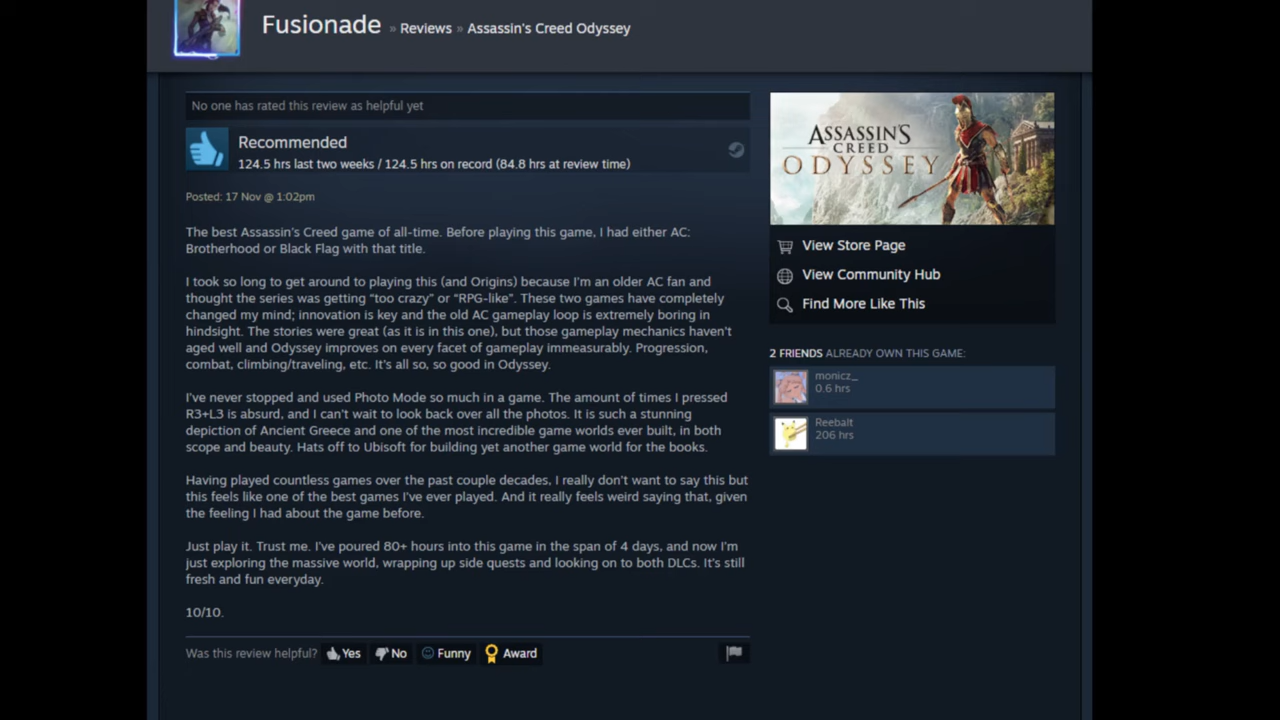 Fusionade » Reviews » Assassin's Creed Odyssey
No one has rated this review as helpful yet
Recommended
124.5 hrs last two weeks / 124.5 hrs on record (84.8 hrs at review time)
Posted: 17 Nov @ 1:02pm
The best Assassin's Creed game of all-time. Before playing this game, I had either AC:
Brotherhood or Black Flag with that title.
I took so long to get around to playing this (and Origins) because I'm an older AC fan and
thought the series was getting "too crazy" or "RPG-like". These two games have completely
changed my mind; innovation is key and the old AC gameplay loop is extremely boring in
hindsight. The stories were great (as it is in this one), but those gameplay mechanics haven't
aged well and Odyssey improves on every facet of gameplay immeasurably. Progression,
combat, climbing/traveling, etc. It's all so, so good in Odyssey.
I've never stopped and used Photo Mode so much in a game. The amount of times I pressed
R3+L3 is absurd, and I can't wait to look back over all the photos. It is such a stunning
depiction of Ancient Greece and one of the most incredible game worlds ever built, in both
scope and beauty. Hats off to Ubisoft for building yet another game world for the books.
Having played countless games over the past couple decades, I really don't want to say this but
this feels like one of the best games I've ever played. And it really feels weird saying that, given
the feeling I had about the game before.
Just play it. Trust me. I've poured 80+ hours into this game in the span of 4 days, and now I'm
just exploring the massive world, wrapping up side quests and looking on to both DLCs. It's still
fresh and fun everyday.
10/10.
Was this review helpful? Yes No Funny Award
ASSASSIN'S
CREED
ODYSSEY
View Store Page
View Community Hub
Find More Like This
2 FRIENDS ALREADY OWN THIS GAME:
monicz_
0.6 hrs
Reebalt
206 hrs